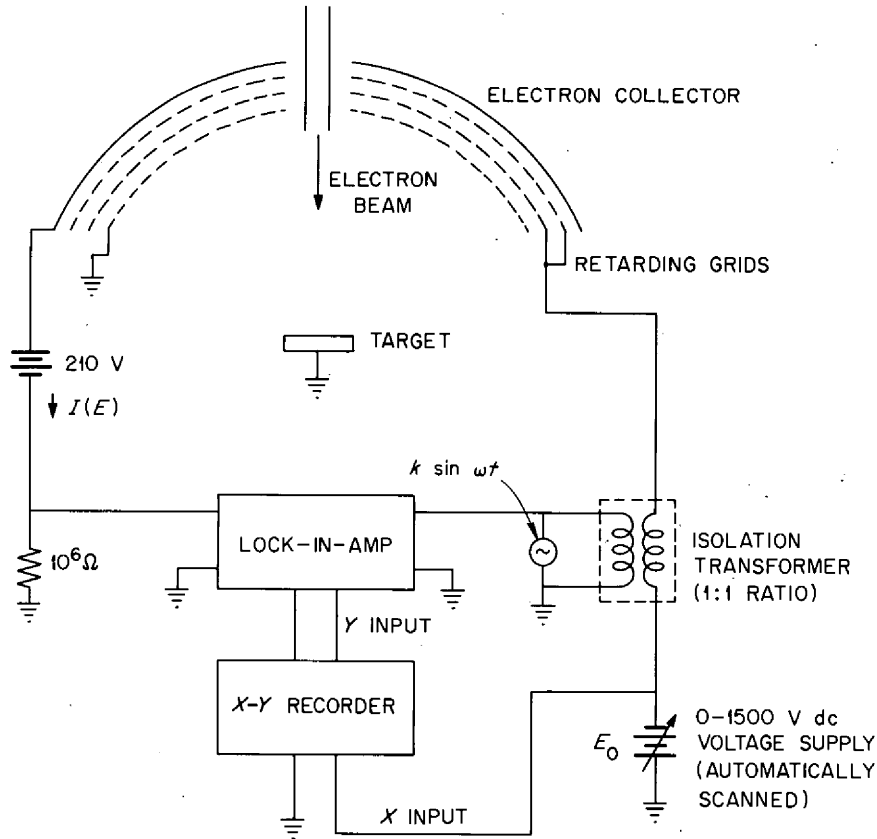 ELECTRON COLLECTOR
ELECTRON
BEAM
RETARDING GRIDS
TARGET
210 V
I(E)
k sin ωt
LOCK-IN-AMP
10⁶Ω
ISOLATION
TRANSFORMER
(1:1 RATIO)
Y INPUT
X-Y RECORDER
E₀
0-1500 V dc
VOLTAGE SUPPLY
(AUTOMATICALLY
SCANNED)
X INPUT